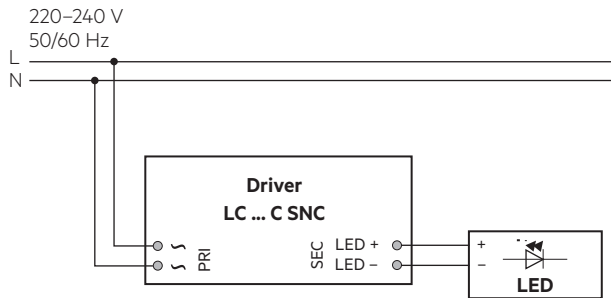 220–240 V
50/60 Hz
L
N
Driver
LC ... C SNC
~ PRI SEC LED + +
~ LED – –
LED